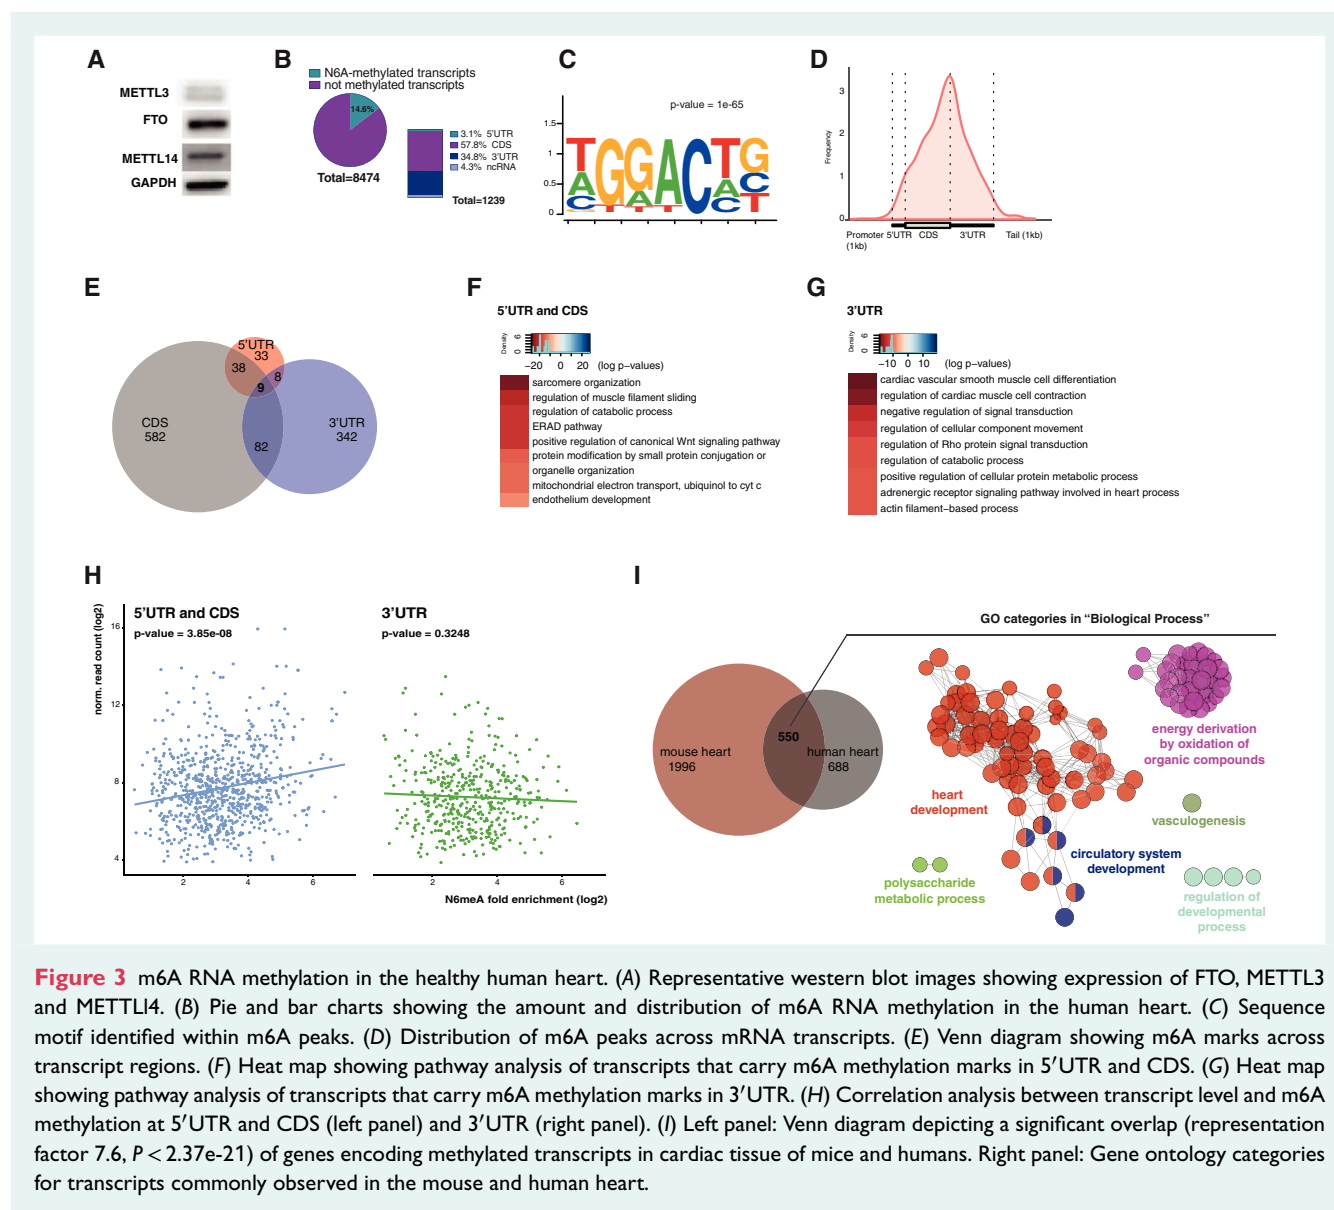 A
METTL3
FTO
METTL14
GAPDH
B
N6A-methylated transcripts
not methylated transcripts
14.6%
Total=8474
3.1% 5'UTR
57.8% CDS
34.8% 3'UTR
4.3% ncRNA
Total=1239
C
p-value = 1e-65
1.5
1
0.5
0
T G G A C T G
A A A C
C C T
D
Frequency
3
2
1
0
Promoter 5'UTR CDS 3'UTR Tail (1kb)
(1kb)
E
5'UTR
33
38
8
9
CDS
582
3'UTR
342
82
F
5'UTR and CDS
Density
6
0
−20 0 20 (log p−values)
sarcomere organization
regulation of muscle filament sliding
regulation of catabolic process
ERAD pathway
positive regulation of canonical Wnt signaling pathway
protein modification by small protein conjugation or
organelle organization
mitochondrial electron transport, ubiquinol to cyt c
endothelium development
G
3'UTR
Density
6
0
−10 0 10 (log p−values)
cardiac vascular smooth muscle cell differentiation
regulation of cardiac muscle cell contraction
negative regulation of signal transduction
regulation of cellular component movement
regulation of Rho protein signal transduction
regulation of catabolic process
positive regulation of cellular protein metabolic process
adrenergic receptor signaling pathway involved in heart process
actin filament−based process
H
norm. read count (log2)
16
12
8
4
5'UTR and CDS
p-value = 3.85e-08
2 4 6
3'UTR
p-value = 0.3248
2 4 6
N6meA fold enrichment (log2)
I
GO categories in “Biological Process”
mouse heart
1996
550
human heart
688
heart
development
energy derivation
by oxidation of
organic compounds
vasculogenesis
circulatory system
development
polysaccharide
metabolic process
regulation of
developmental
process
Figure 3 m6A RNA methylation in the healthy human heart. (A) Representative western blot images showing expression of FTO, METTL3
and METTLl4. (B) Pie and bar charts showing the amount and distribution of m6A RNA methylation in the human heart. (C) Sequence
motif identified within m6A peaks. (D) Distribution of m6A peaks across mRNA transcripts. (E) Venn diagram showing m6A marks across
transcript regions. (F) Heat map showing pathway analysis of transcripts that carry m6A methylation marks in 5′UTR and CDS. (G) Heat map
showing pathway analysis of transcripts that carry m6A methylation marks in 3′UTR. (H) Correlation analysis between transcript level and m6A
methylation at 5′UTR and CDS (left panel) and 3′UTR (right panel). (I) Left panel: Venn diagram depicting a significant overlap (representation
factor 7.6, P < 2.37e-21) of genes encoding methylated transcripts in cardiac tissue of mice and humans. Right panel: Gene ontology categories
for transcripts commonly observed in the mouse and human heart.